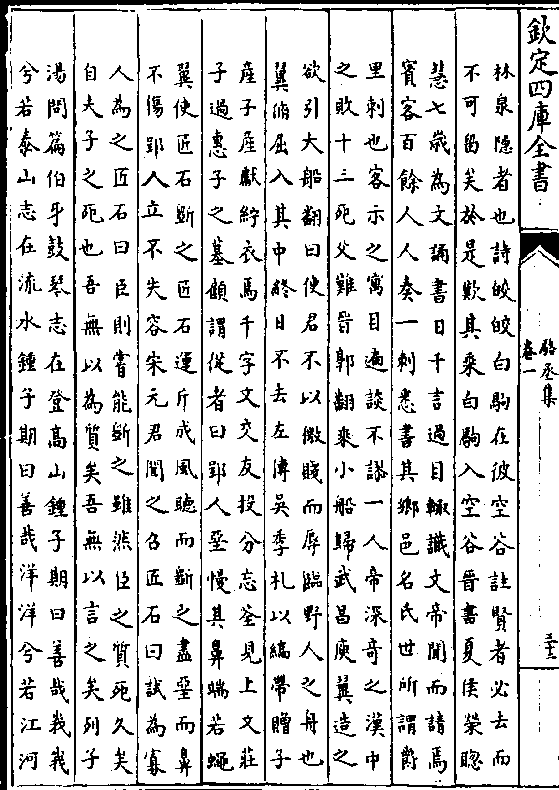 欽定四庫全書
駱丞集
卷一
三十三
林泉隱者也詩皎皎白駒在彼空谷註賢者必去而
不可留矣於是歎其乘白駒入空谷晉書夏侯榮聰
慧七歲為文誦書日千言過目輙識文帝聞而請焉
賓客百餘人人奏一刺悉書其鄉邑名氏世所謂爵
里刺也客示之寓目遍談不謬一人帝深奇之漢中
之敗十三死父難晉郭翻乘小船歸武昌庾翼造之
欲引大船翻曰使君不以微賤而辱臨野人之舟也
翼俯屈入其中終日不去左傳吳季札以縞帶贈子
産子産獻紵衣焉千字文交友投分忘筌見上文莊
子過惠子之墓顧謂從者曰郢人堊慢其鼻端若蠅
翼使匠石斲之匠石運斤成風聴而斲之盡堊而鼻
不傷郢人立不失容宋元君聞之召匠石曰試為寡
人為之匠石曰臣則嘗能斲之雖然臣之質死久矣
自夫子之死也吾無以為質矣吾無以言之矣列子
湯問篇伯牙鼓琴志在登高山鍾子期曰善哉峩峩
兮若泰山志在流水鍾子期曰善哉洋洋兮若江河